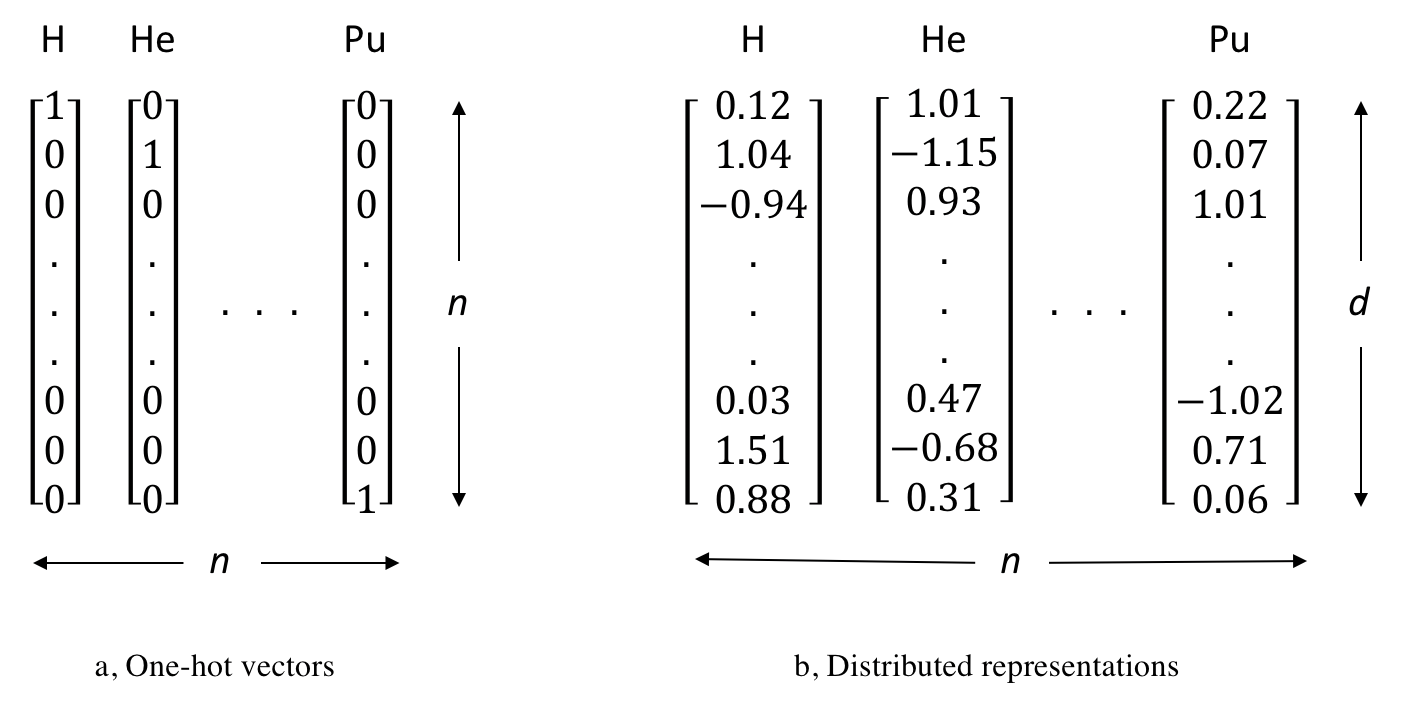 H He Pu H He Pu
1 0 0 0.12 1.01 0.22
0 1 0 1.04 −1.15 0.07
0 0 0 −0.94 0.93 1.01
. . . . . .
. . . . . . n . . . . . . d
. . . . . .
0 0 0 0.03 0.47 −1.02
0 0 0 1.51 −0.68 0.71
0 0 1 0.88 0.31 0.06
n n
a, One-hot vectors b, Distributed representations